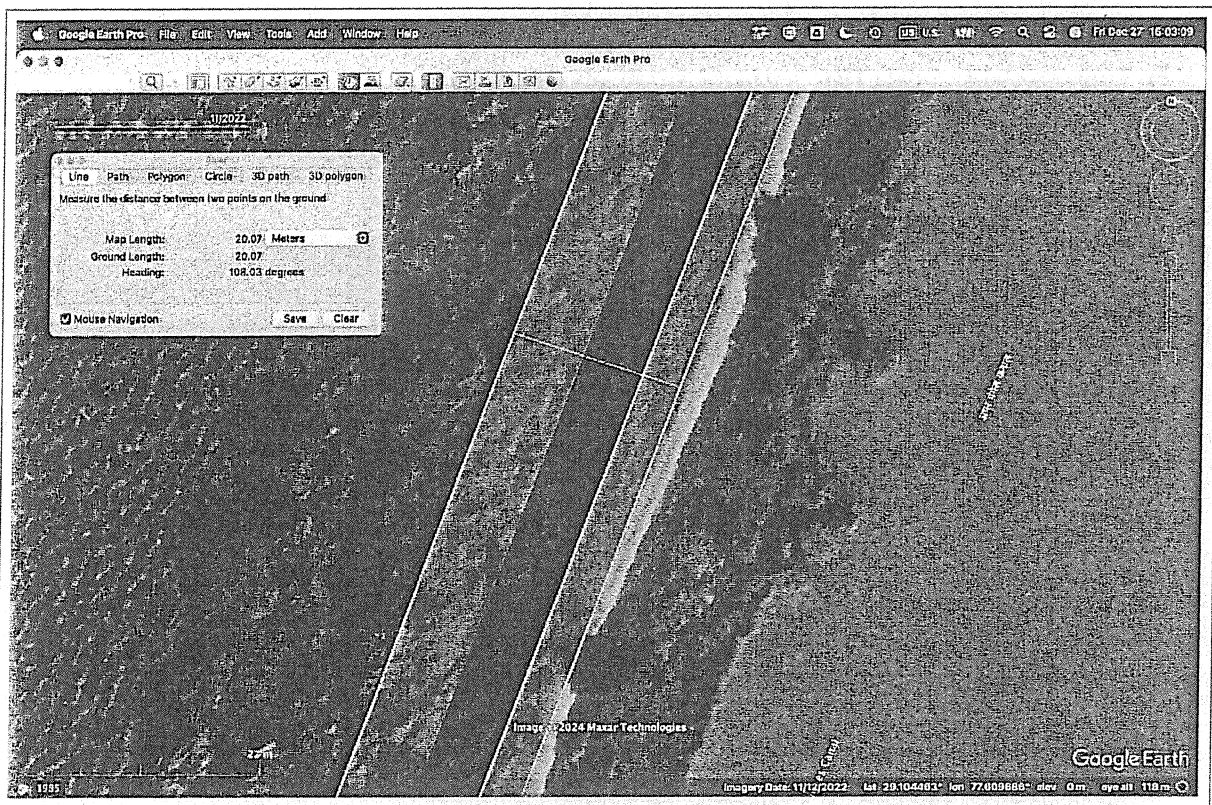 Google Earth Pro File Edit View Tools Add Window Help U.S. Fri Dec 27 16:03:09
Google Earth Pro
11/2022
Line Path Polygon Circle 3D path 3D polygon
Measure the distance between two points on the ground
Map Length: 20.07 Meters
Ground Length: 20.07
Heading: 108.03 degrees
Mouse Navigation Save Clear
Image © 2024 Maxar Technologies
Google Earth
1995
Imagery Date: 11/12/2022 lat 29.104463° lon 77.609688° elev 0 m eye alt 118 m